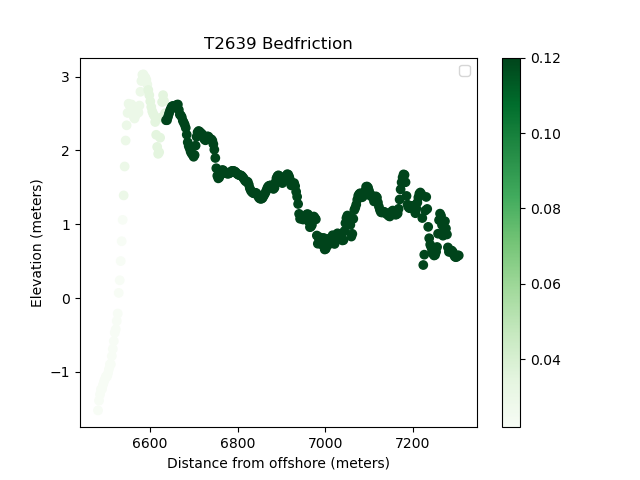 T2639 Bedfriction
3
2
1
0
−1
Elevation (meters)
6600 6800 7000 7200
Distance from offshore (meters)
0.12
0.10
0.08
0.06
0.04